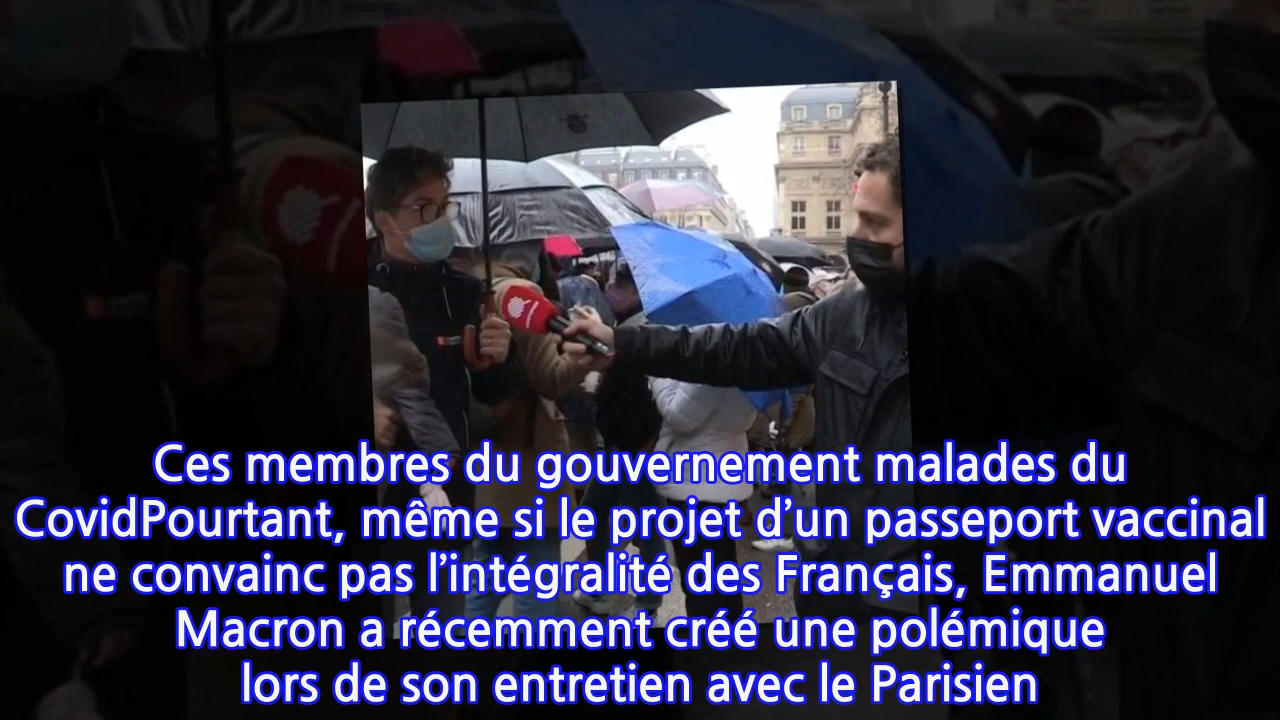 Ces membres du gouvernement malades du
CovidPourtant, même si le projet d’un passeport vaccinal
ne convainc pas l’intégralité des Français, Emmanuel
Macron a récemment créé une polémique
lors de son entretien avec le Parisien